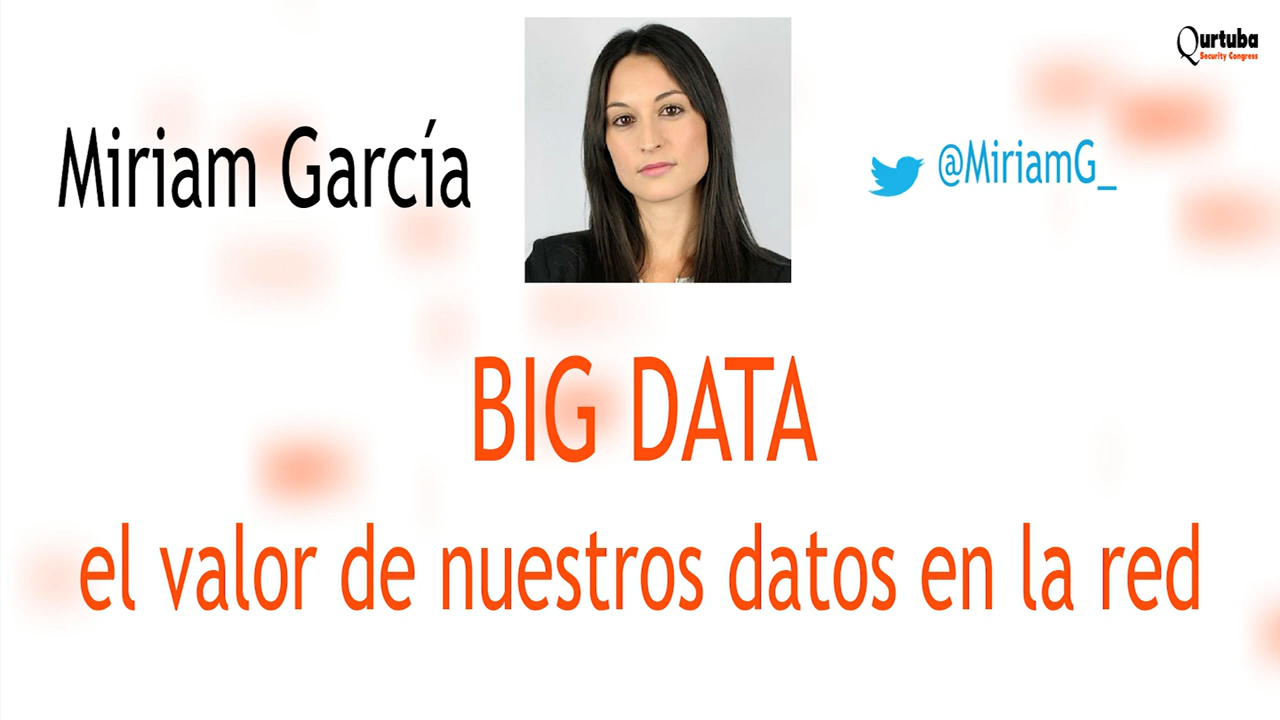 Qurtuba
Security Congress
Miriam García
@MiriamG_
BIG DATA
el valor de nuestros datos en la red